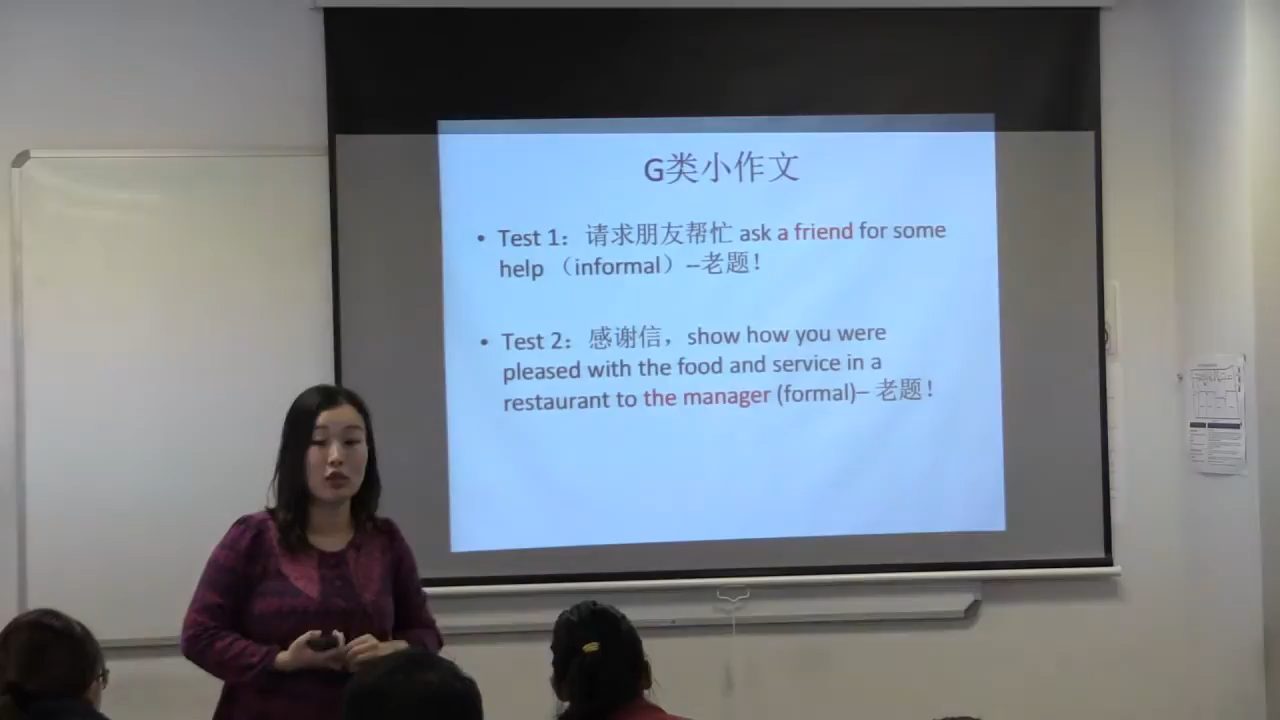 G类小作文
• Test 1：请求朋友帮忙 ask a friend for some
help （informal）–老题！
• Test 2：感谢信，show how you were
pleased with the food and service in a
restaurant to the manager (formal)– 老题！